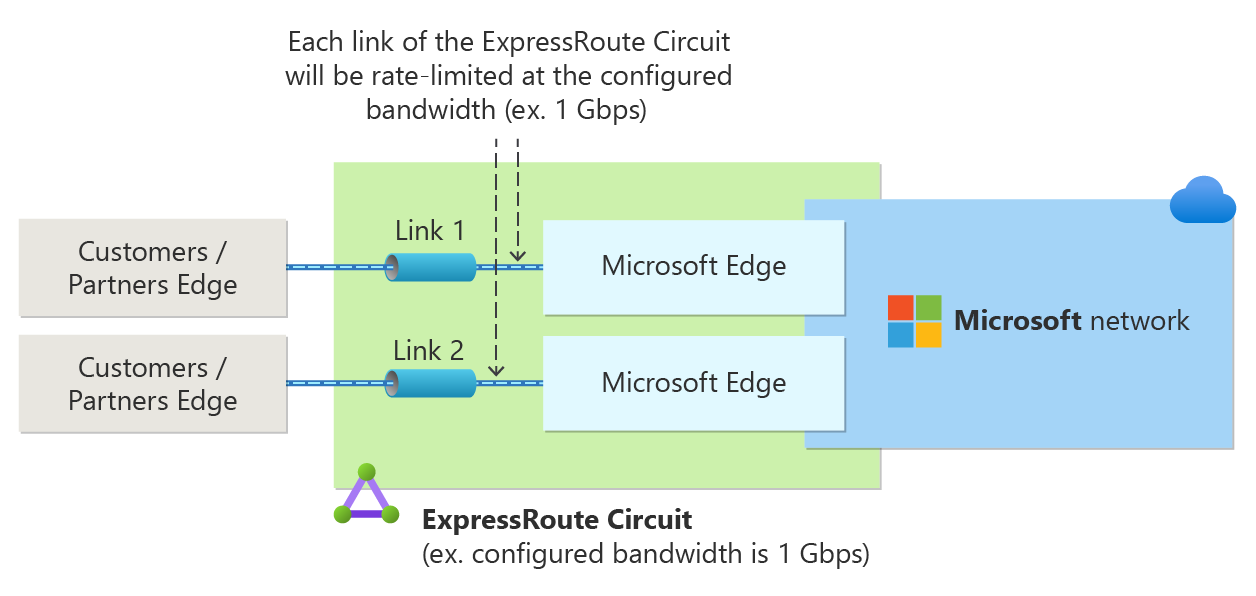 Each link of the ExpressRoute Circuit
will be rate-limited at the configured
bandwidth (ex. 1 Gbps)
Customers /
Partners Edge
Link 1
Microsoft Edge
Microsoft network
Customers /
Partners Edge
Link 2
Microsoft Edge
ExpressRoute Circuit
(ex. configured bandwidth is 1 Gbps)